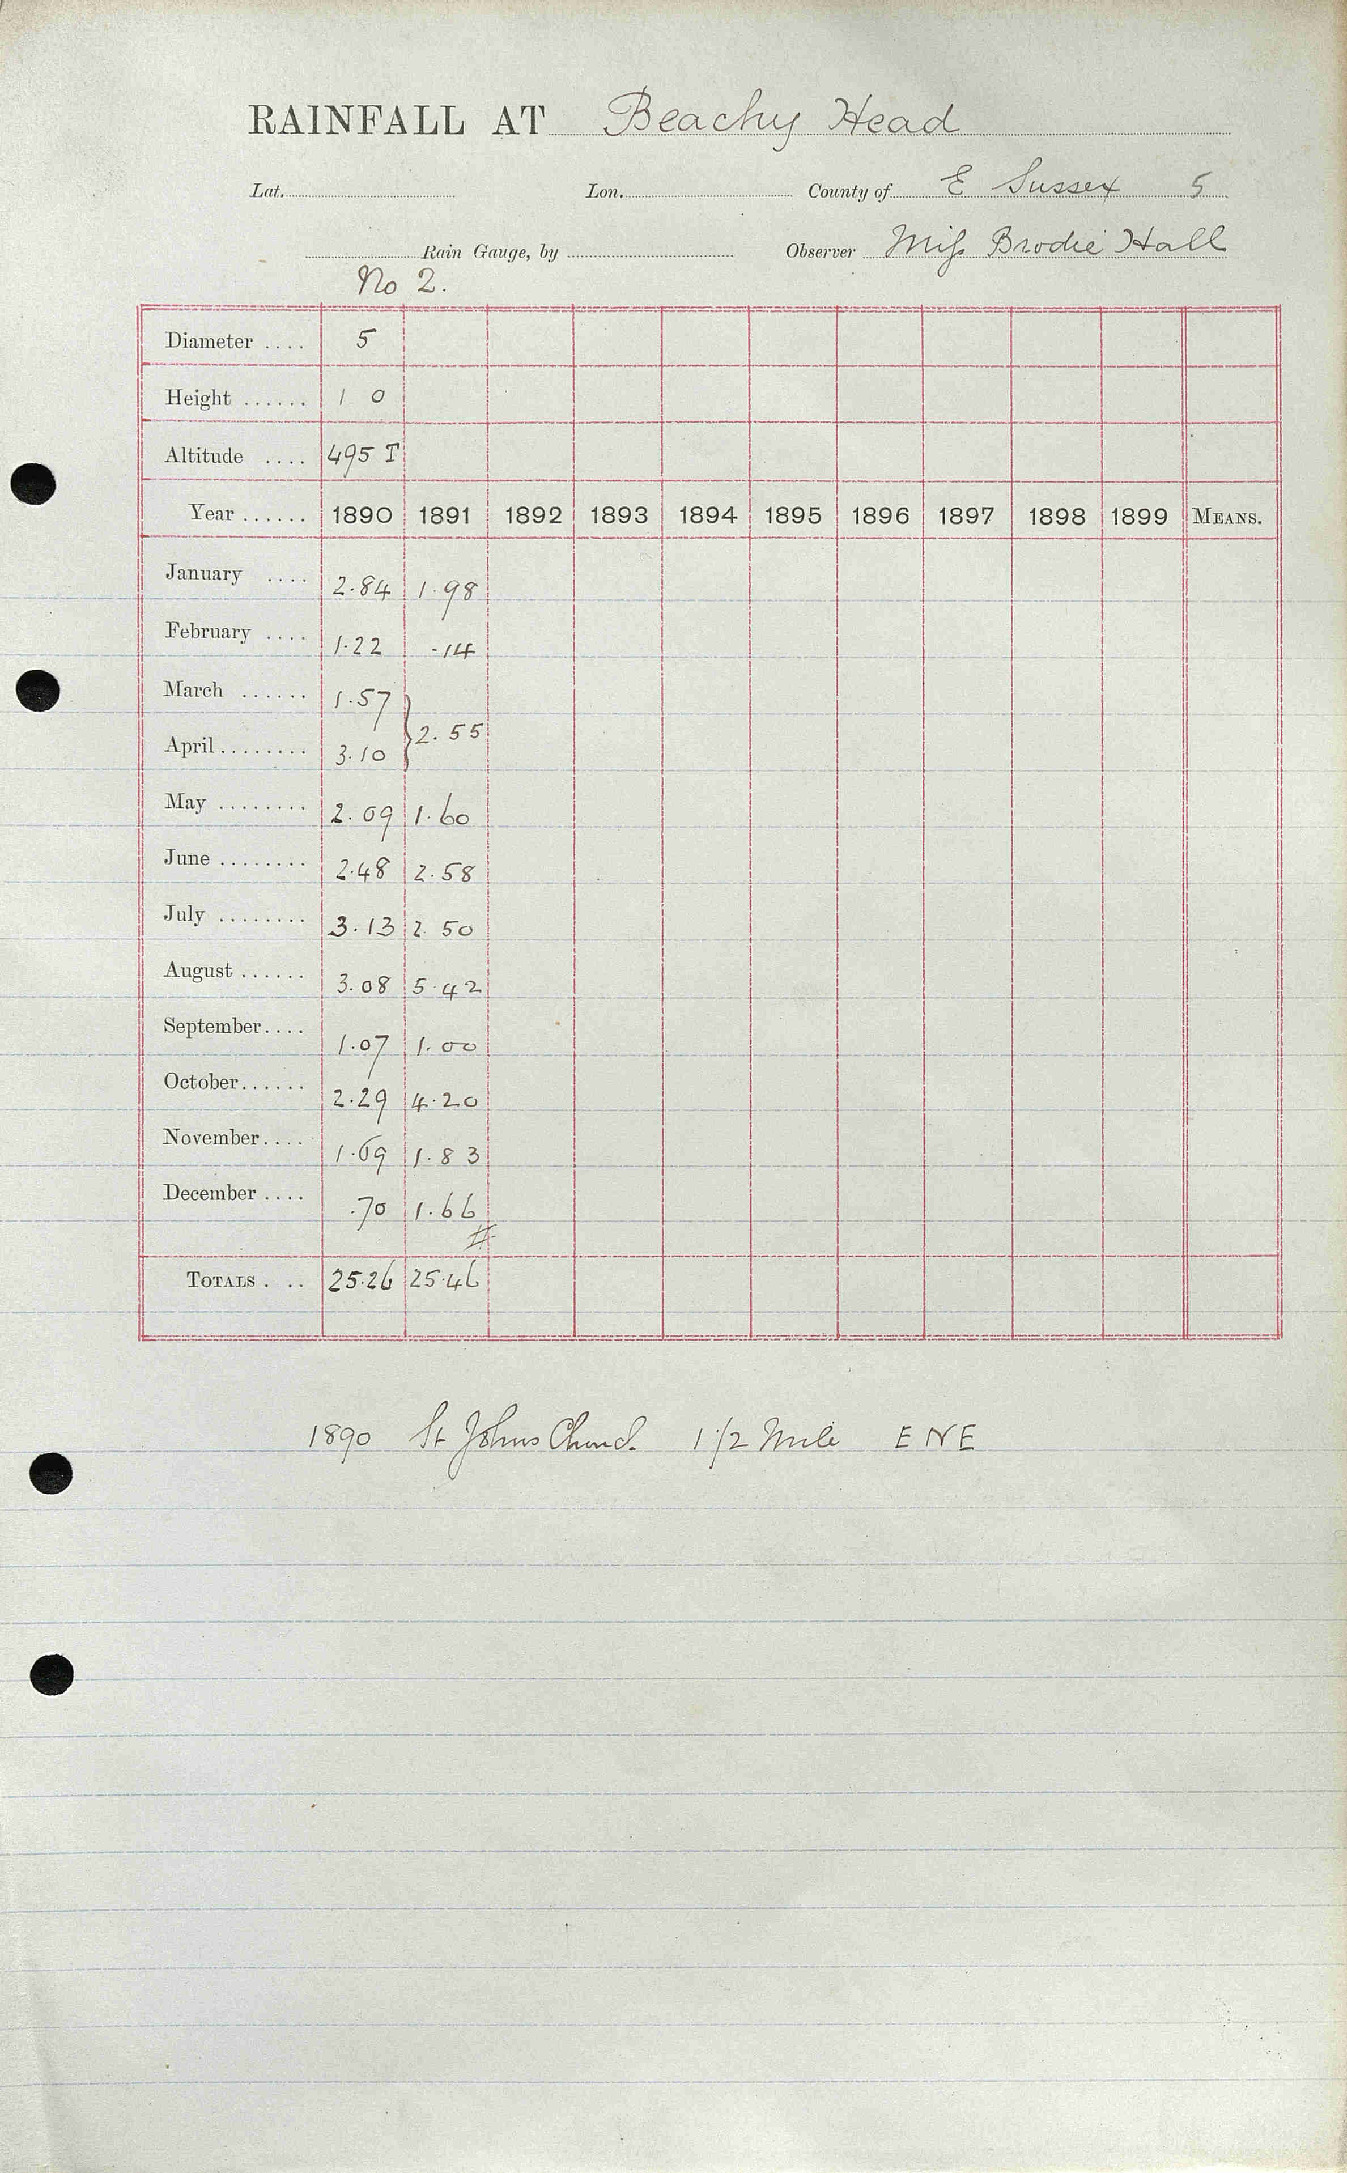 RAINFALL AT Beachy Head
Lat. Lon. County of E Sussex 5
Rain Gauge, by Observer Miss Brodie Hall
No 2.
Diameter .... 5
Height ...... 1 0
Altitude .... 495 T
Year ...... 1890 1891 1892 1893 1894 1895 1896 1897 1898 1899 MEANS.
January .... 2.84 1.98
February .... 1.22 .14
March ...... 1.57
} 2.55
April ........ 3.10
May ........ 2.09 1.60
June ........ 2.48 2.58
July ........ 3.13 2.50
August ...... 3.08 5.42
September.... 1.07 1.00
October...... 2.29 4.20
November.... 1.69 1.83
December .... .70 1.66
#
TOTALS . .. 25.26 25.46
1890 St Johns Church 1 1/2 Mile ENE